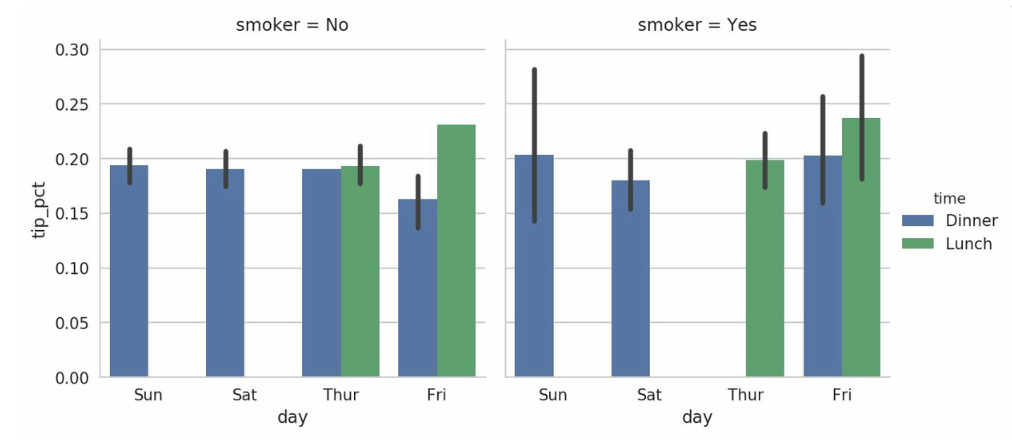 smoker = No
smoker = Yes
0.30
0.25
0.20
0.15
0.10
0.05
0.00
tip_pct
Sun Sat Thur Fri
Sun Sat Thur Fri
day
day
time
Dinner
Lunch